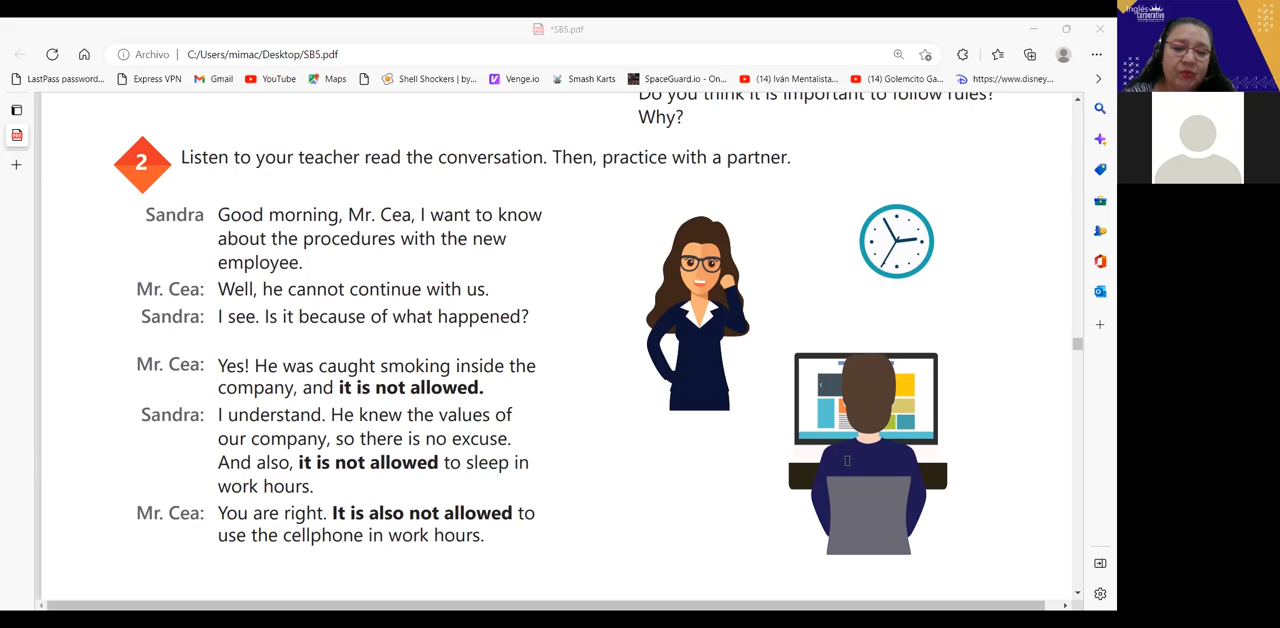 *SB5.pdf
Archivo | C:/Users/mimac/Desktop/SB5.pdf
LastPass password... Express VPN Gmail YouTube Maps Shell Shockers | by... Venge.io Smash Karts SpaceGuard.io - On... (14) Iván Mentalista... (14) Golemcito Ga... https://www.disney...
Do you think it is important to follow rules?
Why?
2 Listen to your teacher read the conversation. Then, practice with a partner.
Sandra Good morning, Mr. Cea, I want to know
about the procedures with the new
employee.
Mr. Cea: Well, he cannot continue with us.
Sandra: I see. Is it because of what happened?
Mr. Cea: Yes! He was caught smoking inside the
company, and it is not allowed.
Sandra: I understand. He knew the values of
our company, so there is no excuse.
And also, it is not allowed to sleep in
work hours.
Mr. Cea: You are right. It is also not allowed to
use the cellphone in work hours.
Inglés
Corporativo